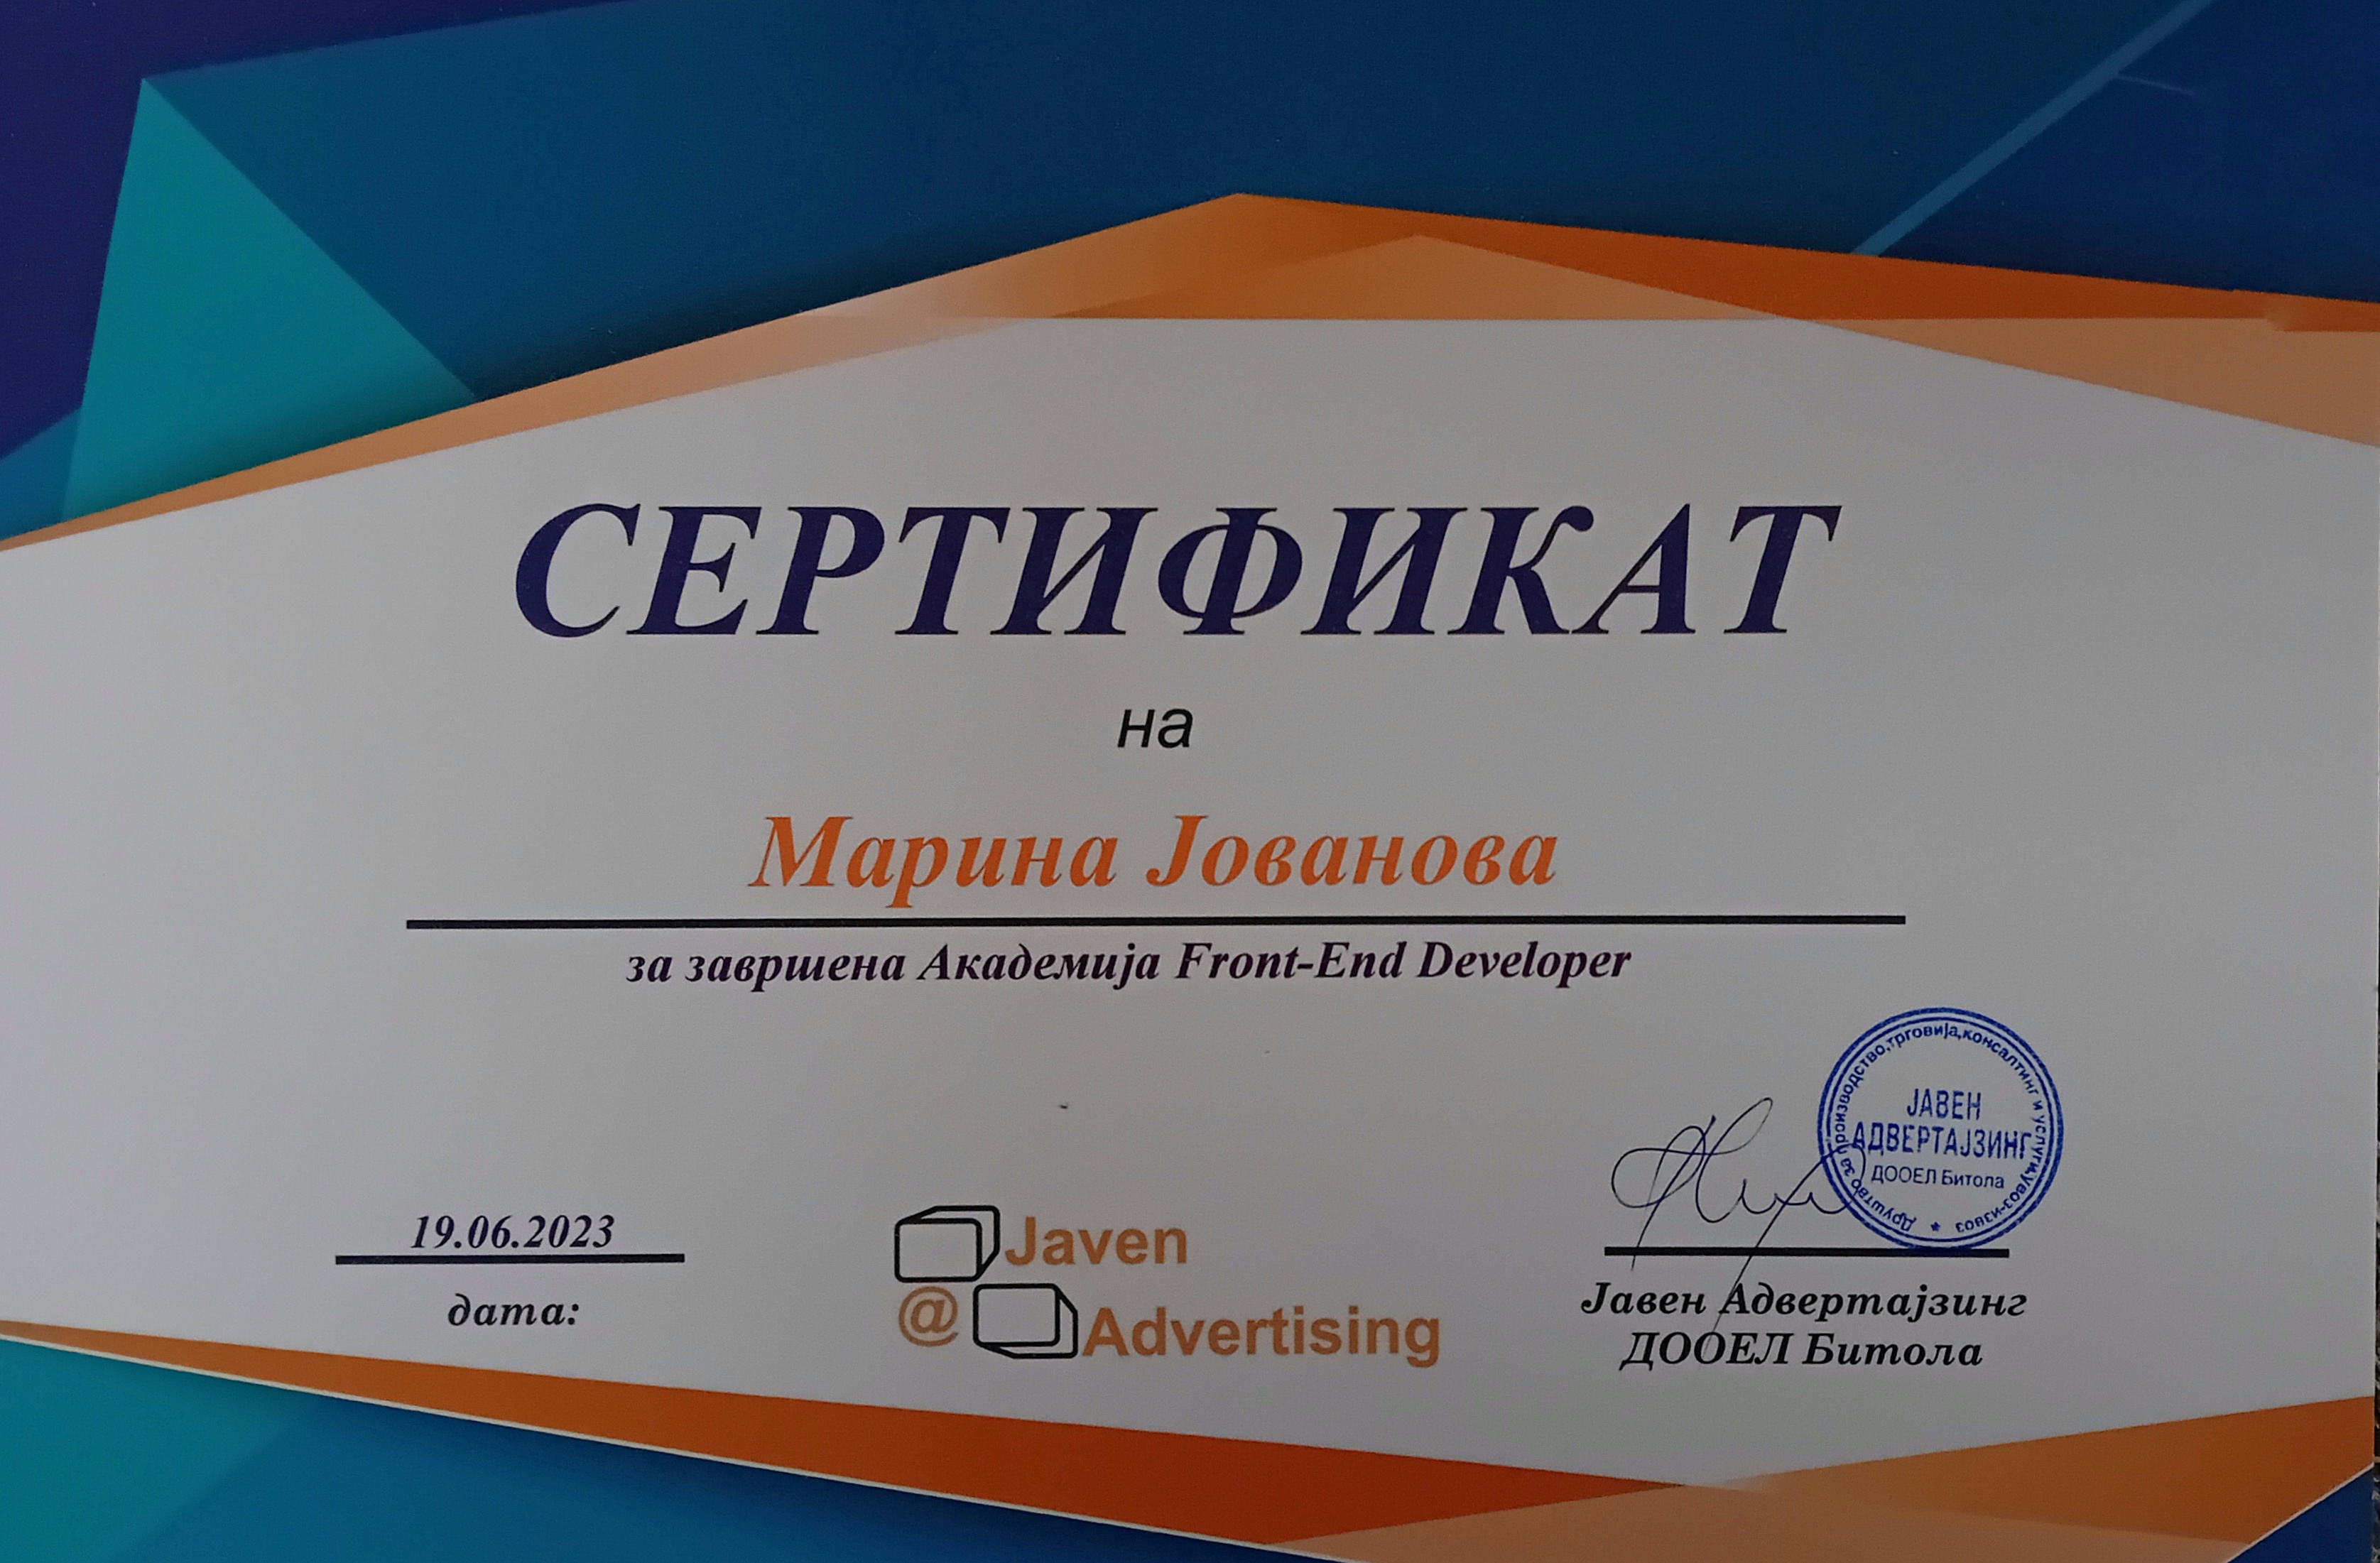 СЕРТИФИКАТ
на
Марина Јованова
за завршена Академија Front-End Developer
Друштво за производство,трговија,консалтинг и услуги,увоз-извоз
ЈАВЕН
АДВЕРТАЈЗИНГ
ДООЕЛ Битола
19.06.2023
дата:
Javen
@ Advertising
Јавен Адвертајзинг
ДООЕЛ Битола